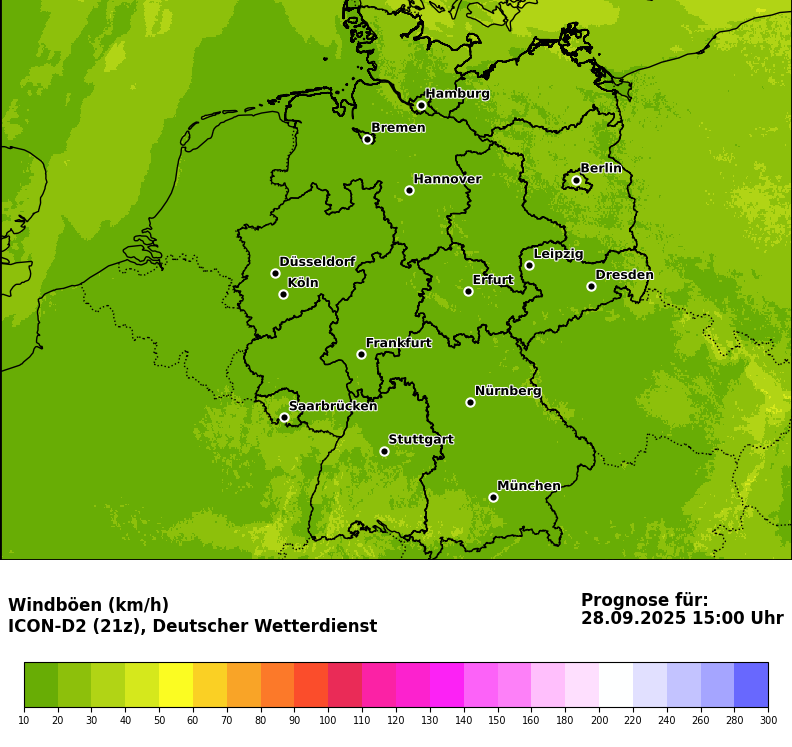 Hamburg
Bremen
Berlin
Hannover
Leipzig
Düsseldorf
Dresden
Köln
Erfurt
Frankfurt
Nürnberg
Saarbrücken
Stuttgart
München
Windböen (km/h)
ICON-D2 (21z), Deutscher Wetterdienst
Prognose für:
28.09.2025 15:00 Uhr
10 20 30 40 50 60 70 80 90 100 110 120 130 140 150 160 180 200 220 240 260 280 300